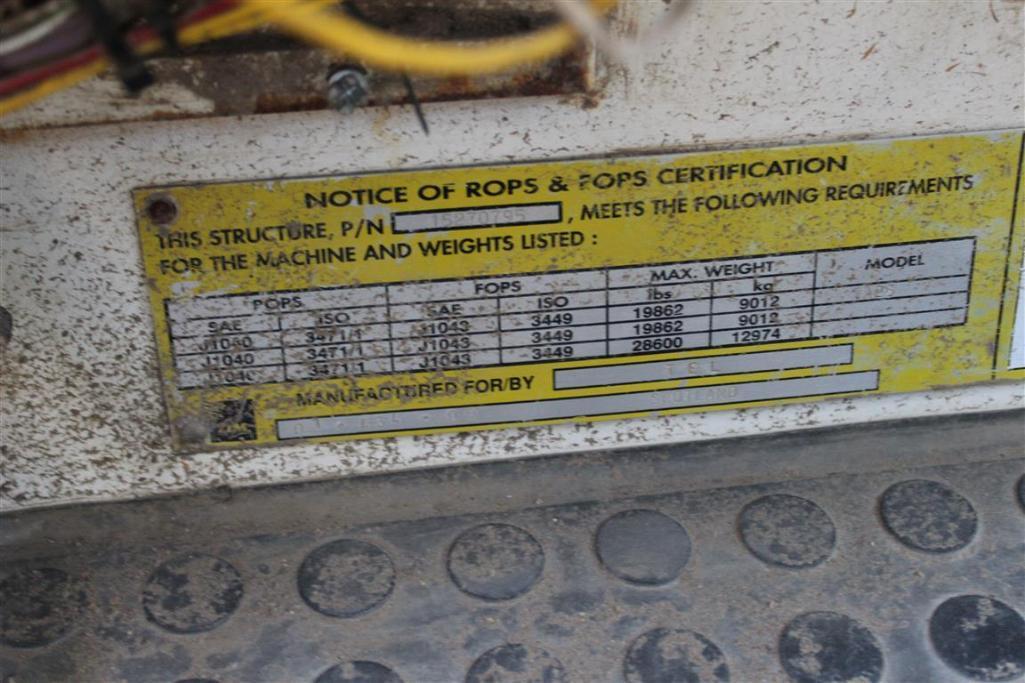 NOTICE OF ROPS & FOPS CERTIFICATION
THIS STRUCTURE, P/N 15270795, MEETS THE FOLLOWING REQUIREMENTS
FOR THE MACHINE AND WEIGHTS LISTED :
ROPS FOPS MAX. WEIGHT MODEL
SAE ISO SAE ISO lbs kg
J1040 3471/1 J1043 3449 19862 9012
J1040 3471/1 J1043 3449 19862 9012
J1040 3471/1 J1043 3449 28600 12974
MANUFACTURED FOR/BY
SCOTLAND